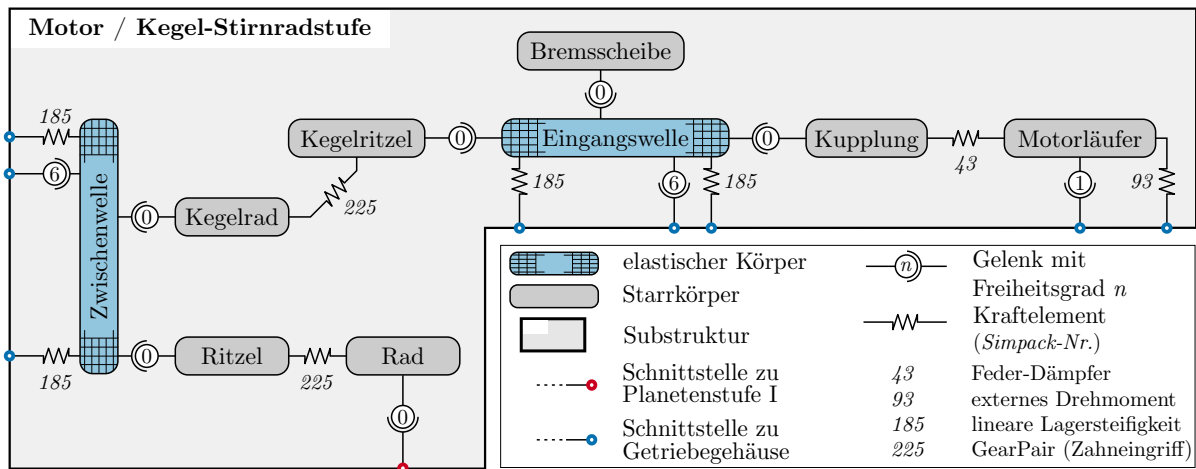 Motor / Kegel-Stirnradstufe
Bremsscheibe
0
185
Kegelritzel
0
Eingangswelle
0
Kupplung
43
Motorläufer
6
185
6
185
1
93
225
Zwischenwelle
0
Kegelrad
0
Ritzel
225
Rad
185
0
elastischer Körper
Starrkörper
Substruktur
Schnittstelle zu
Planetenstufe I
Schnittstelle zu
Getriebegehäuse
n
Gelenk mit
Freiheitsgrad n
Kraftelement
(Simpack-Nr.)
43 Feder-Dämpfer
93 externes Drehmoment
185 lineare Lagersteifigkeit
225 GearPair (Zahneingriff)